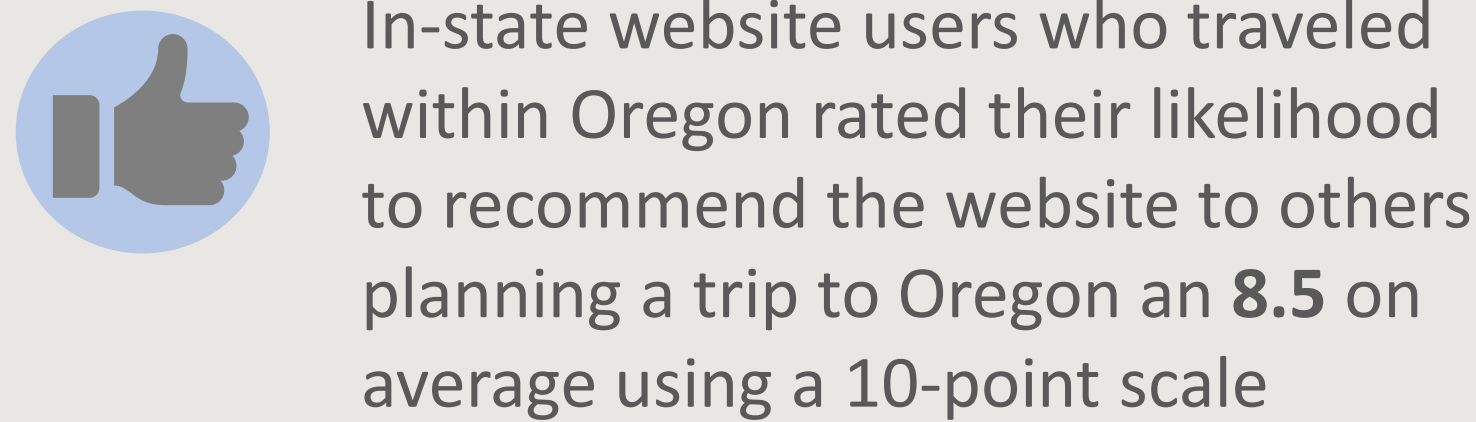 In-state website users who traveled
within Oregon rated their likelihood
to recommend the website to others
planning a trip to Oregon an 8.5 on
average using a 10-point scale